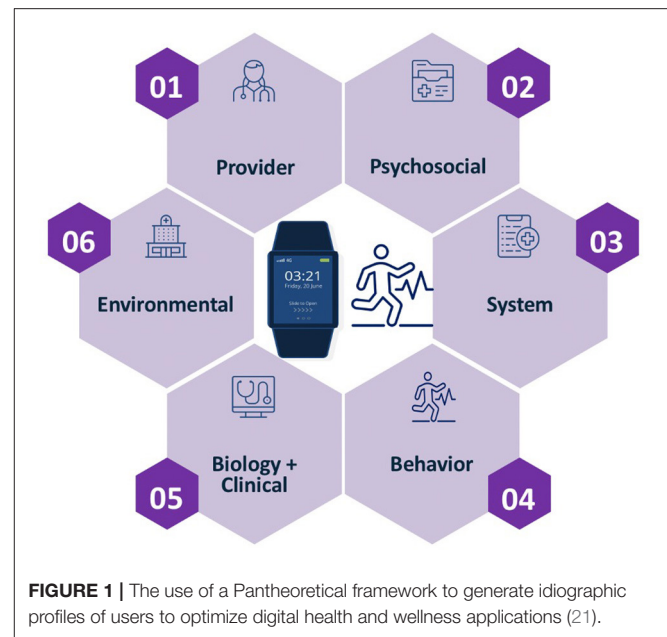 01
Provider
02
Psychosocial
06
Environmental
4G
03:21
Friday, 20 June
Click to Open
>>>>>
03
System
05
Biology +
Clinical
Behavior
04
FIGURE 1 | The use of a Pantheoretical framework to generate idiographic
profiles of users to optimize digital health and wellness applications (21).